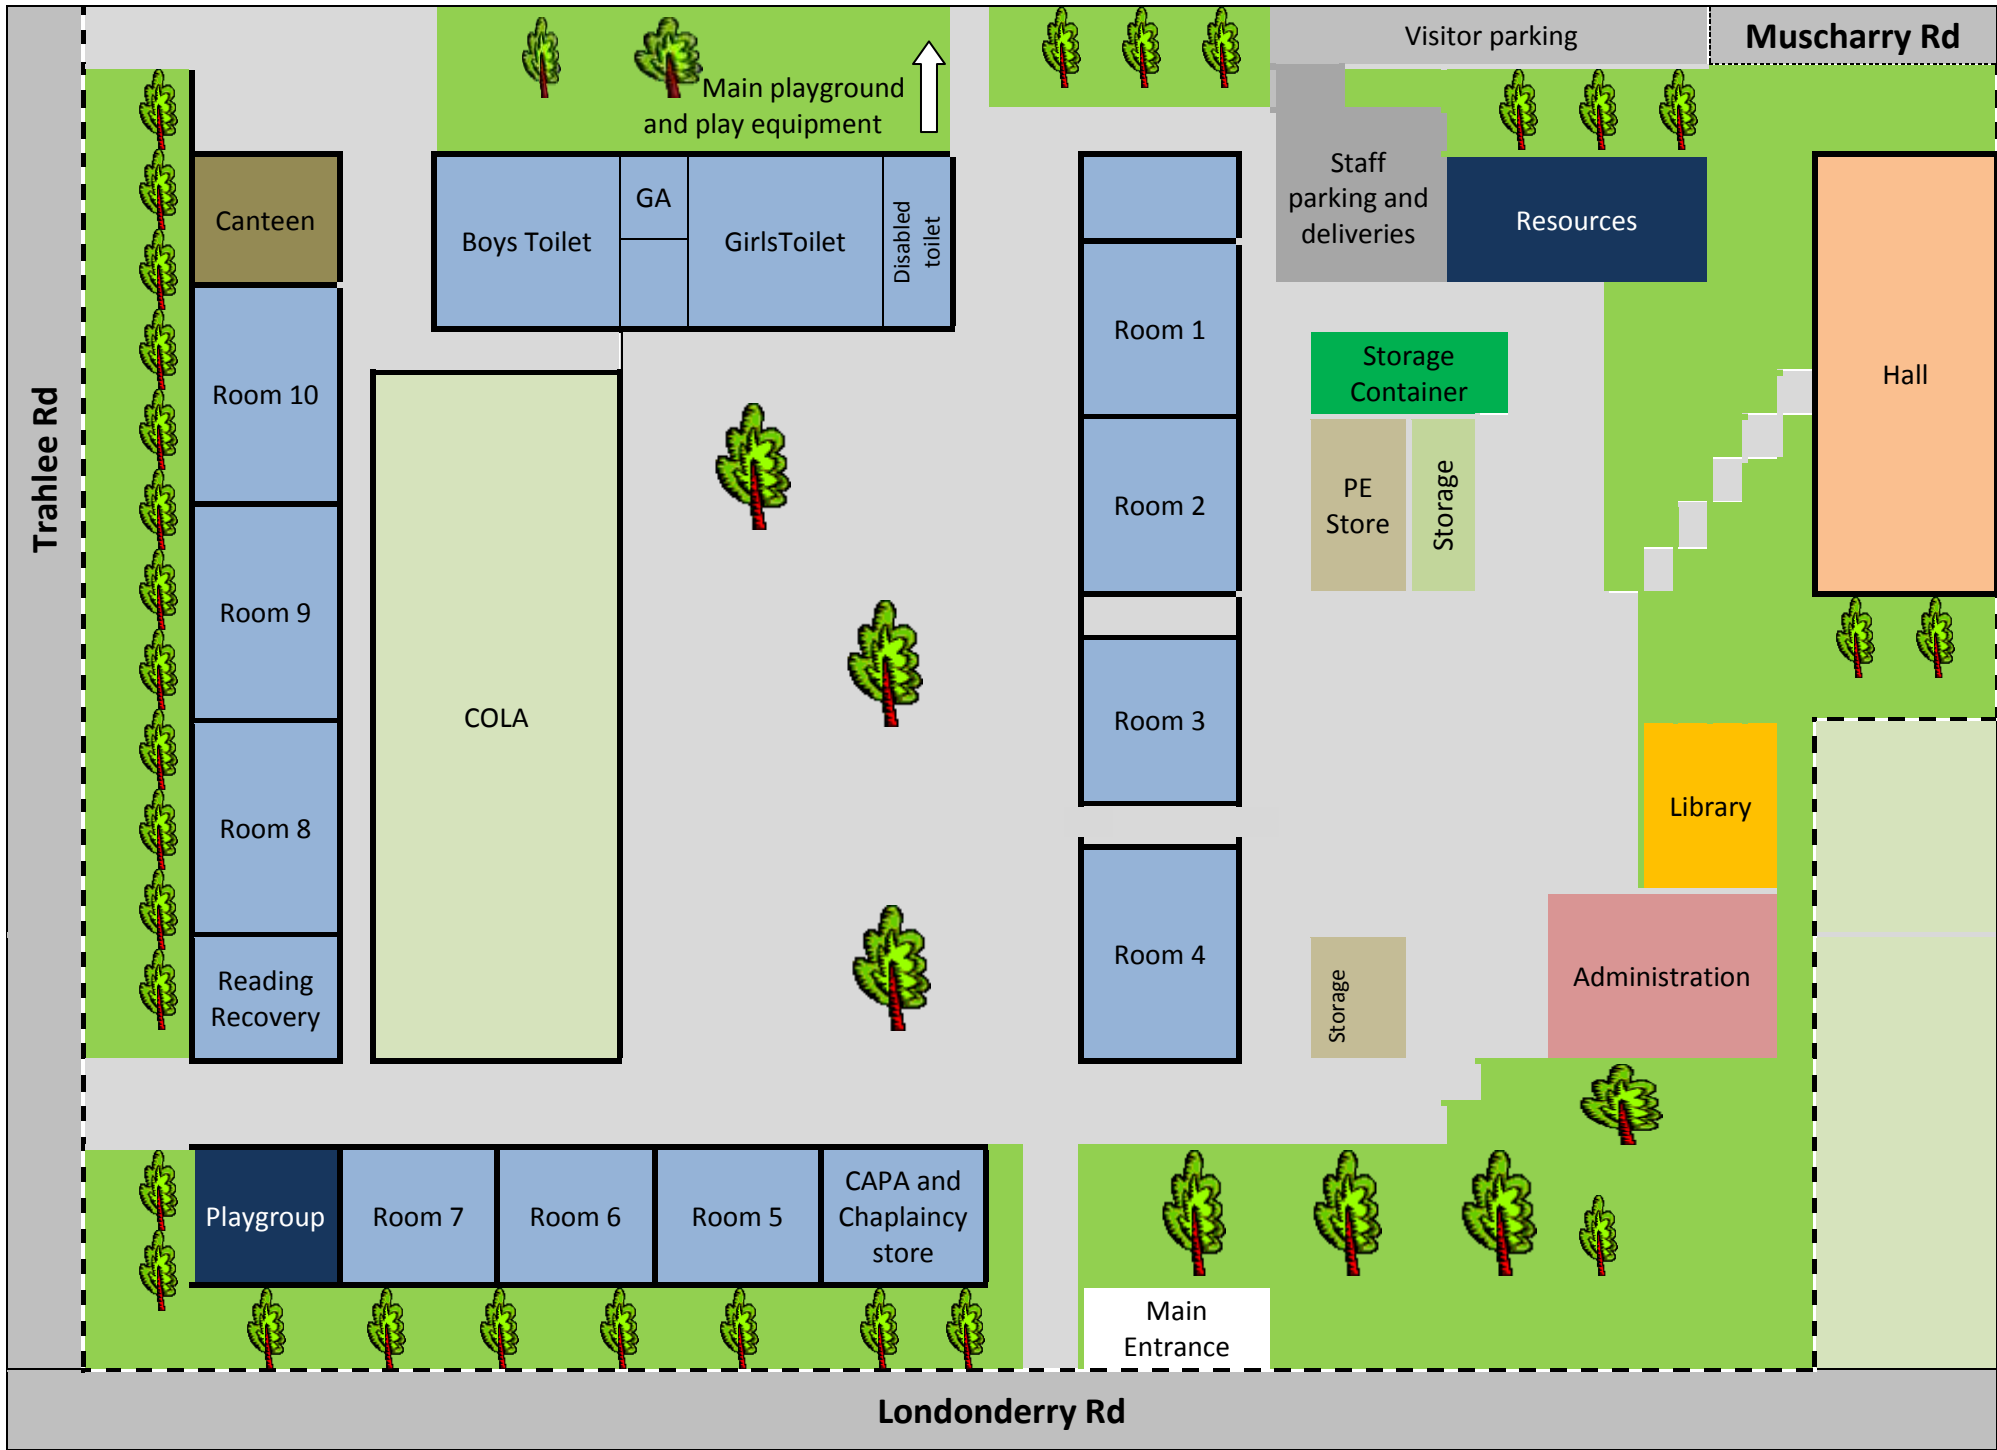 Visitor parking
Muscharry Rd
Main playground
and play equipment
Canteen
Boys Toilet
GA
GirlsToilet
Disabled
toilet
Staff
parking and
deliveries
Resources
Room 1
Storage
Container
Hall
Room 10
Trahlee Rd
Room 2
PE
Store
Storage
Room 9
COLA
Room 3
Room 8
Library
Reading
Recovery
Room 4
Storage
Administration
Playgroup
Room 7
Room 6
Room 5
CAPA and
Chaplaincy
store
Main
Entrance
Londonderry Rd